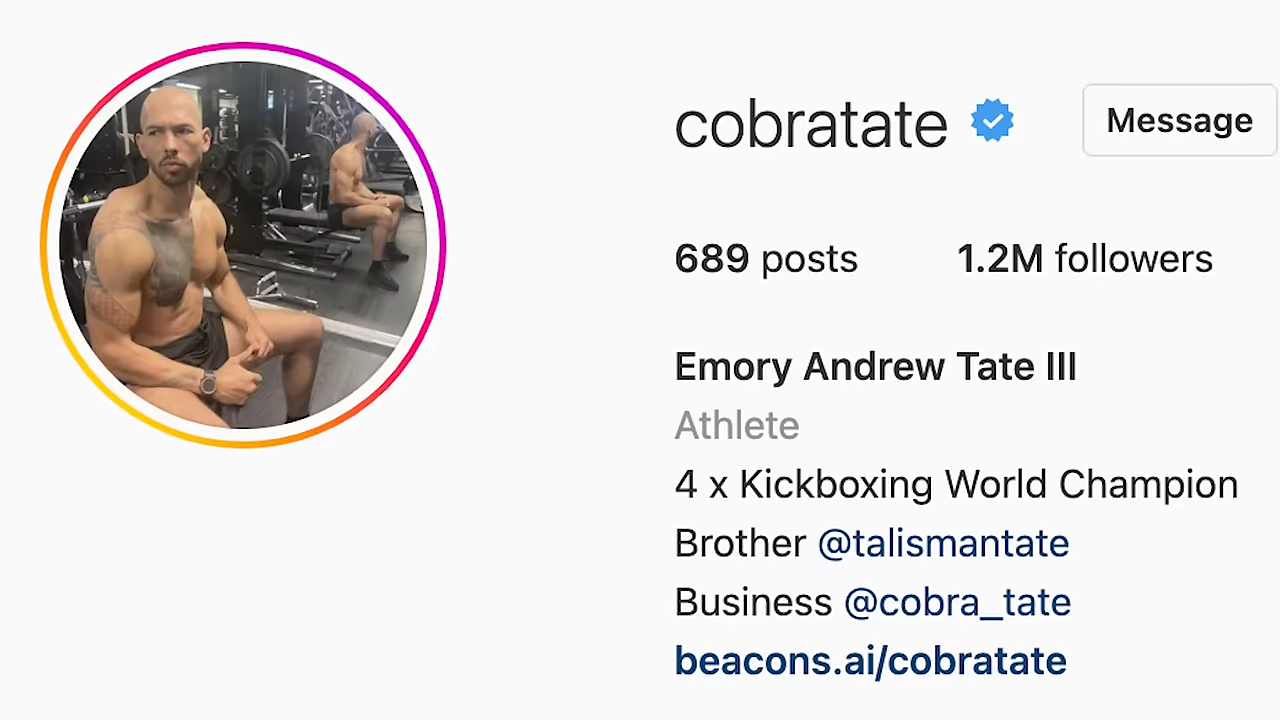 cobratate
Message
689 posts
1.2M followers
Emory Andrew Tate III
Athlete
4 x Kickboxing World Champion
Brother @talismantate
Business @cobra_tate
beacons.ai/cobratate